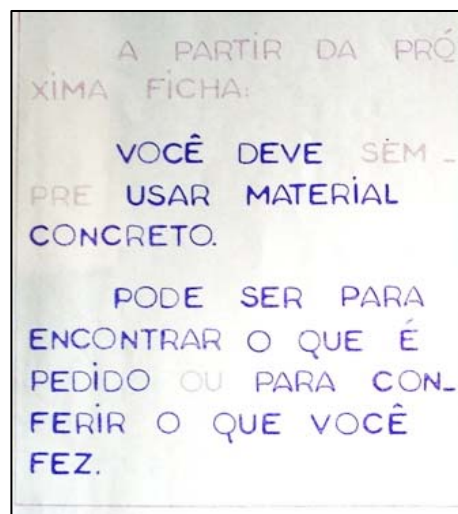 A PARTIR DA PRÓ
XIMA FICHA:
VOCÊ DEVE SEM_
PRE USAR MATERIAL
CONCRETO.
PODE SER PARA
ENCONTRAR O QUE É
PEDIDO OU PARA CON_
FERIR O QUE VOCÊ
FEZ.